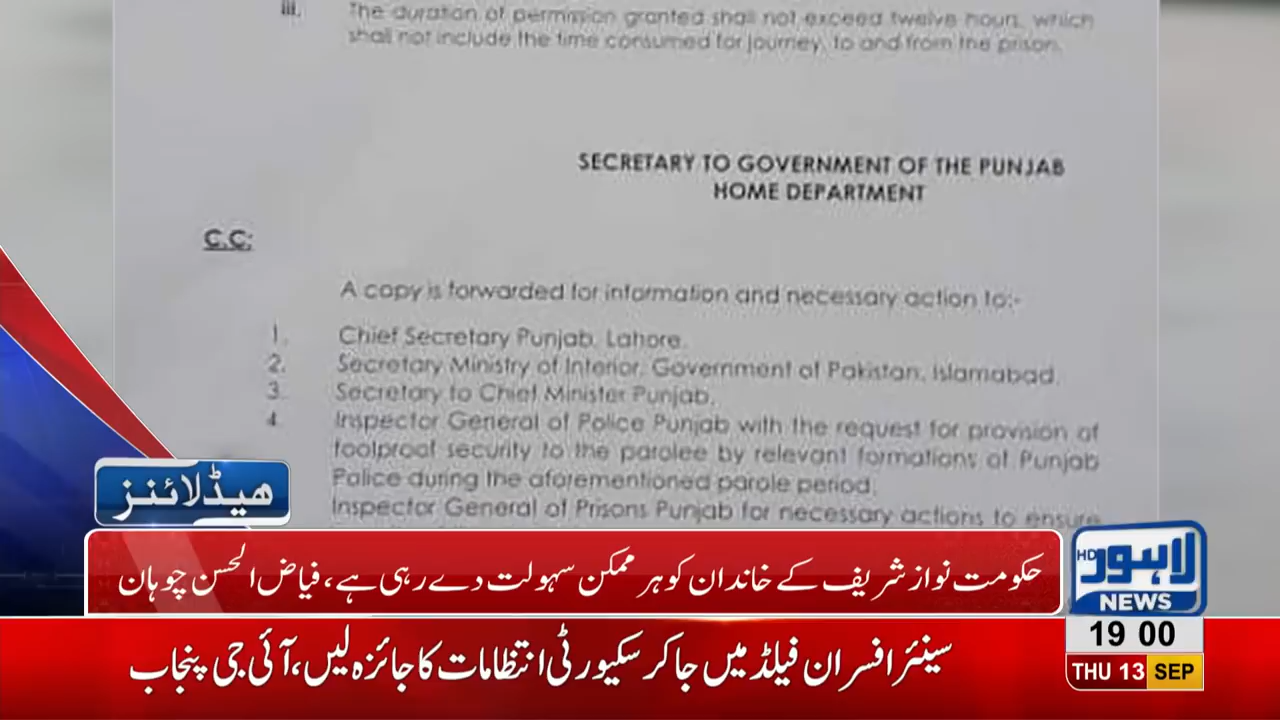 iii. The duration of permission granted shall not exceed twelve hours, which
shall not include the time consumed for journey, to and from the prison.
SECRETARY TO GOVERNMENT OF THE PUNJAB
HOME DEPARTMENT
C.C:
A copy is forwarded for information and necessary action to:-
1. Chief Secretary Punjab, Lahore.
2. Secretary Ministry of Interior, Government of Pakistan, Islamabad.
3. Secretary to Chief Minister Punjab.
4. Inspector General of Police Punjab with the request for provision of
foolproof security to the parolee by relevant formations of Punjab
Police during the aforementioned parole period.
Inspector General of Prisons Punjab for necessary actions to ensure
ھیڈلائنز
حکومت نواز شریف کے خاندان کو ہر ممکن سہولت دے رہی ہے، فیاض الحسن چوہان
سینئر افسران فیلڈ میں جا کر سکیورٹی انتظامات کا جائزہ لیں، آئی جی پنجاب
لاہور HD
NEWS
19 00
THU 13 SEP